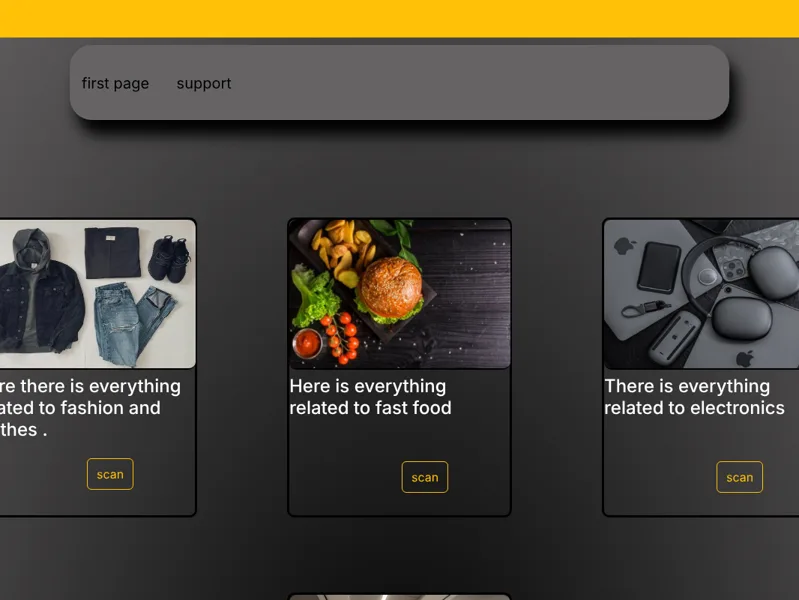 first page support
re there is everything
ated to fashion and
thes .
scan
Here is everything
related to fast food
scan
There is everything
related to electronics
scan